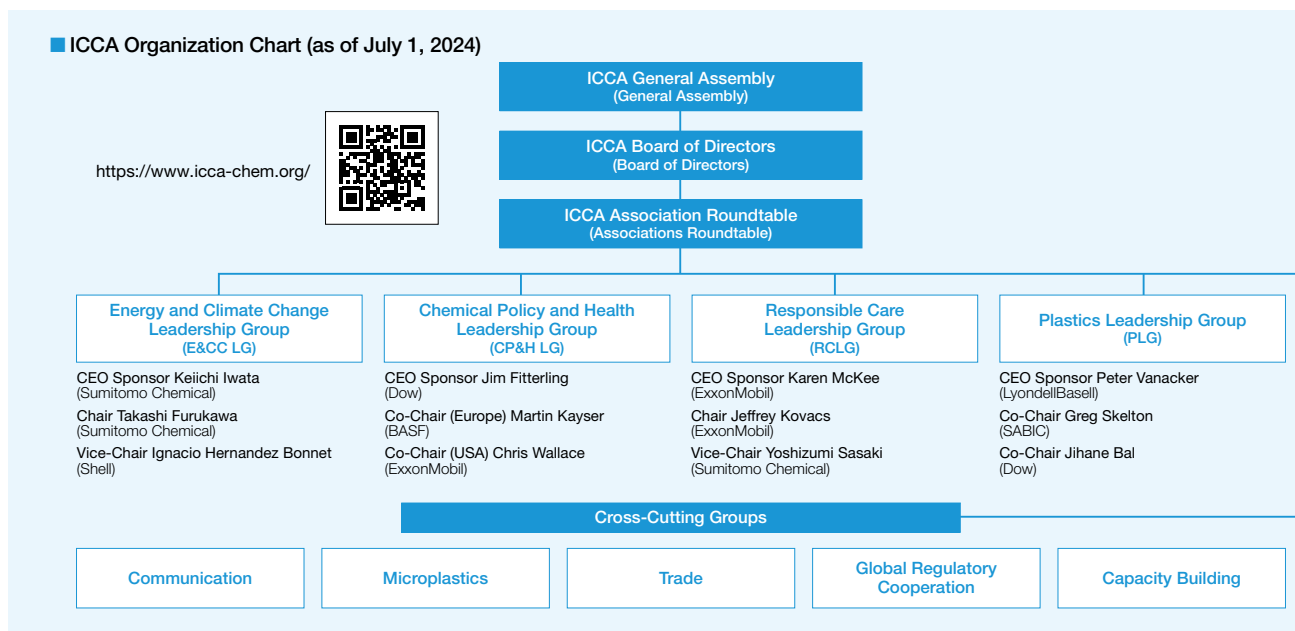 ICCA Organization Chart (as of July 1, 2024)
https://www.icca-chem.org/
ICCA General Assembly
(General Assembly)
ICCA Board of Directors
(Board of Directors)
ICCA Association Roundtable
(Associations Roundtable)
Energy and Climate Change
Leadership Group
(E&CC LG)
CEO Sponsor Keiichi Iwata
(Sumitomo Chemical)
Chair Takashi Furukawa
(Sumitomo Chemical)
Vice-Chair Ignacio Hernandez Bonnet
(Shell)
Chemical Policy and Health
Leadership Group
(CP&H LG)
CEO Sponsor Jim Fitterling
(Dow)
Co-Chair (Europe) Martin Kayser
(BASF)
Co-Chair (USA) Chris Wallace
(ExxonMobil)
Responsible Care
Leadership Group
(RCLG)
CEO Sponsor Karen McKee
(ExxonMobil)
Chair Jeffrey Kovacs
(ExxonMobil)
Vice-Chair Yoshizumi Sasaki
(Sumitomo Chemical)
Plastics Leadership Group
(PLG)
CEO Sponsor Peter Vanacker
(LyondellBasell)
Co-Chair Greg Skelton
(SABIC)
Co-Chair Jihane Bal
(Dow)
Cross-Cutting Groups
Communication
Microplastics
Trade
Global Regulatory
Cooperation
Capacity Building